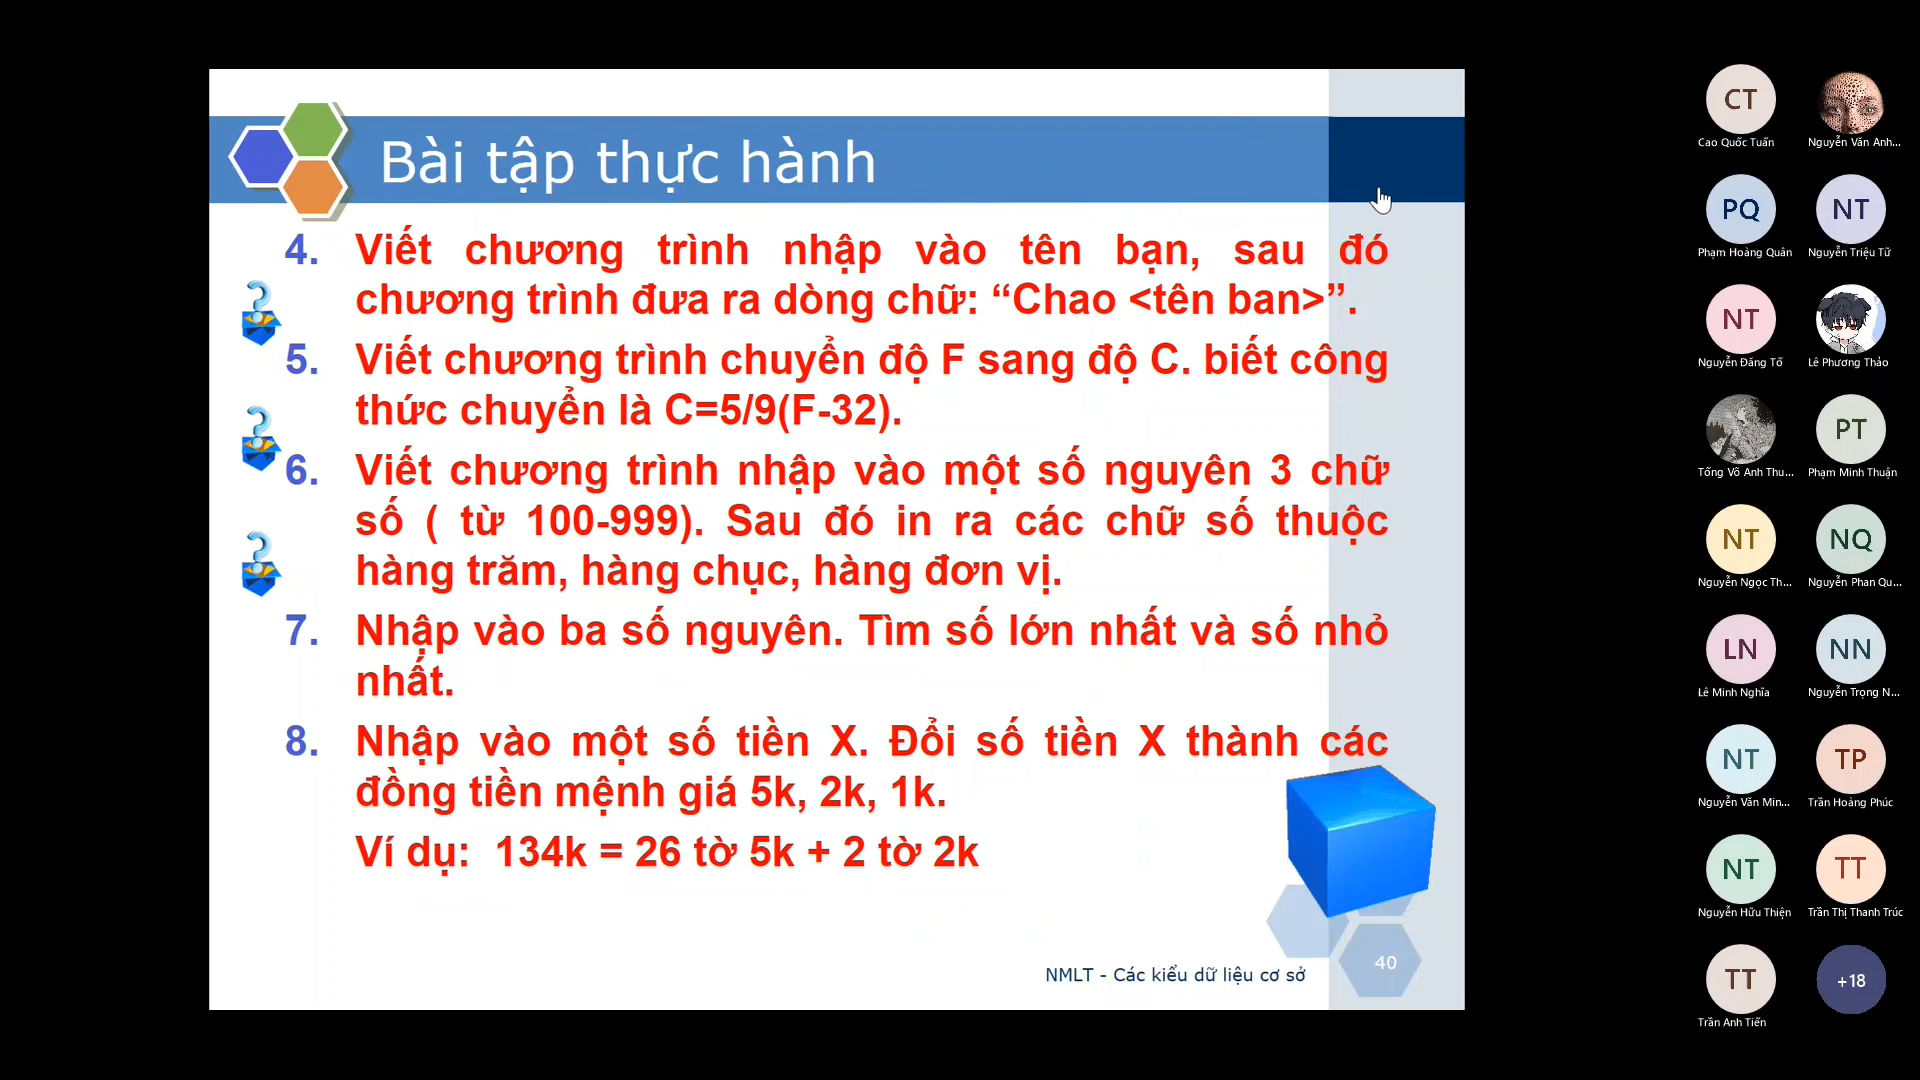 Bài tập thực hành
4. Viết chương trình nhập vào tên bạn, sau đó
chương trình đưa ra dòng chữ: “Chao <tên ban>”.
5. Viết chương trình chuyển độ F sang độ C. biết công
thức chuyển là C=5/9(F-32).
6. Viết chương trình nhập vào một số nguyên 3 chữ
số ( từ 100-999). Sau đó in ra các chữ số thuộc
hàng trăm, hàng chục, hàng đơn vị.
7. Nhập vào ba số nguyên. Tìm số lớn nhất và số nhỏ
nhất.
8. Nhập vào một số tiền X. Đổi số tiền X thành các
đồng tiền mệnh giá 5k, 2k, 1k.
Ví dụ: 134k = 26 tờ 5k + 2 tờ 2k
NMLT - Các kiểu dữ liệu cơ sở
40
CT
Cao Quốc Tuấn
Nguyễn Văn Anh...
PQ
Phạm Hoàng Quân
NT
Nguyễn Triệu Tữ
NT
Nguyễn Đăng Tố
Lê Phương Thảo
Tống Võ Anh Thu...
PT
Phạm Minh Thuận
NT
Nguyễn Ngọc Th...
NQ
Nguyễn Phan Qu...
LN
Lê Minh Nghĩa
NN
Nguyễn Trọng N...
NT
Nguyễn Văn Min...
TP
Trần Hoàng Phúc
NT
Nguyễn Hữu Thiện
TT
Trần Thị Thanh Trúc
TT
Trần Anh Tiến
+18